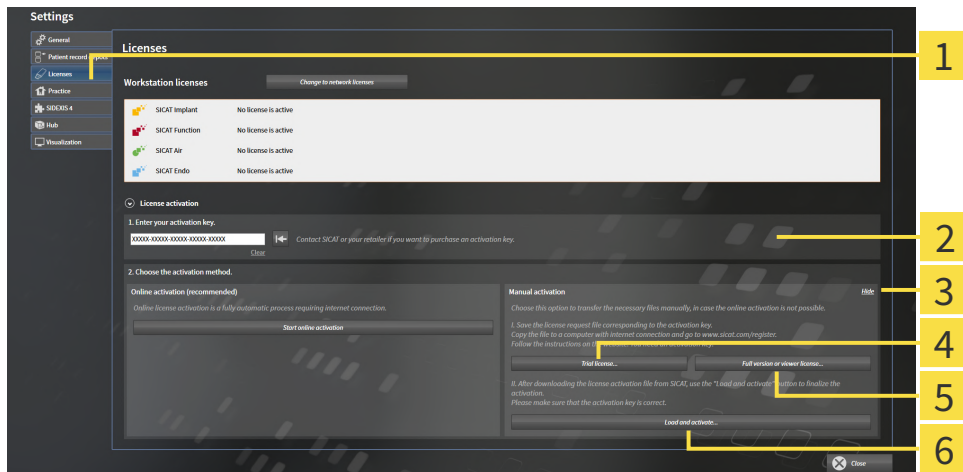 Settings
General
Patient record depots
Licenses
Practice
SIDEXIS 4
Hub
Visualization
Licenses
Workstation licenses
Change to network licenses
SICAT Implant No license is active
SICAT Function No license is active
SICAT Air No license is active
SICAT Endo No license is active
License activation
1. Enter your activation key.
XXXXX-XXXXX-XXXXX-XXXXX-XXXXX
Contact SICAT or your retailer if you want to purchase an activation key.
Clear
2. Choose the activation method.
Online activation (recommended)
Online license activation is a fully automatic process requiring internet connection.
Start online activation
Manual activation
Hide
Choose this option to transfer the necessary files manually, in case the online activation is not possible.
I. Save the license request file corresponding to the activation key.
Copy the file to a computer with internet connection and go to www.sicat.com/register.
Follow the instructions on the website. You need an activation key.
Trial license...
Full version or viewer license...
II. After downloading the license activation file from SICAT, use the "Load and activate" button to finalize the
activation.
Please make sure that the activation key is correct.
Load and activate...
Close
1
2
3
4
5
6